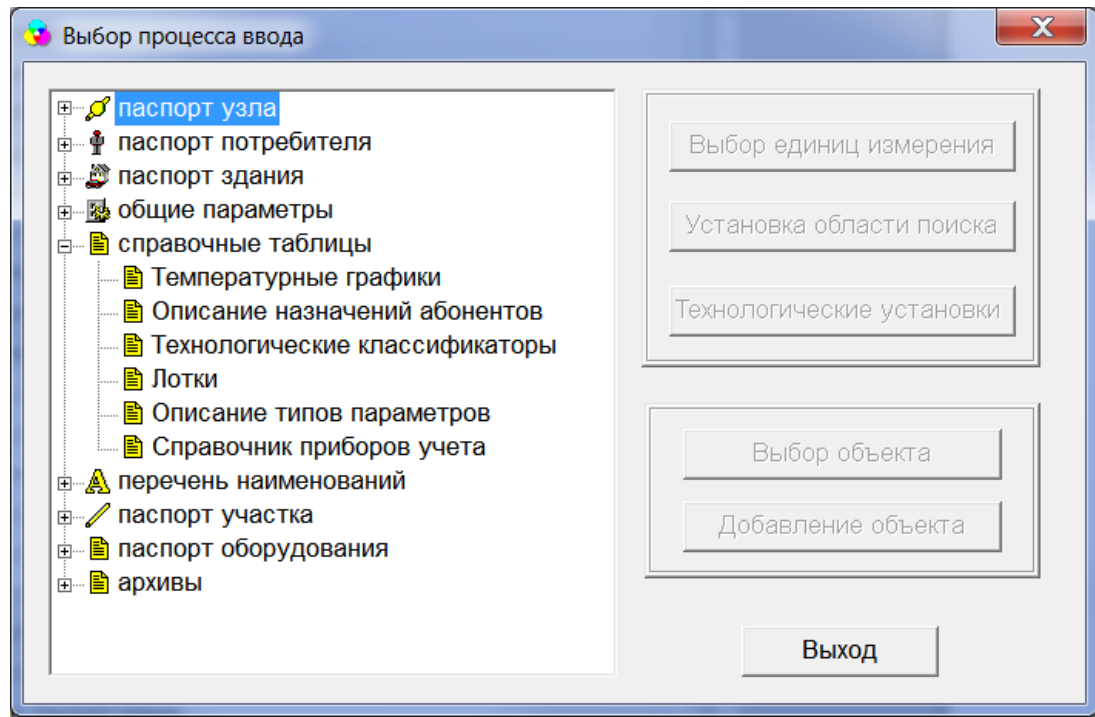 Выбор процесса ввода
паспорт узла
паспорт потребителя
паспорт здания
общие параметры
справочные таблицы
Температурные графики
Описание назначений абонентов
Технологические классификаторы
Лотки
Описание типов параметров
Справочник приборов учета
перечень наименований
паспорт участка
паспорт оборудования
архивы
Выбор единиц измерения
Установка области поиска
Технологические установки
Выбор объекта
Добавление объекта
Выход